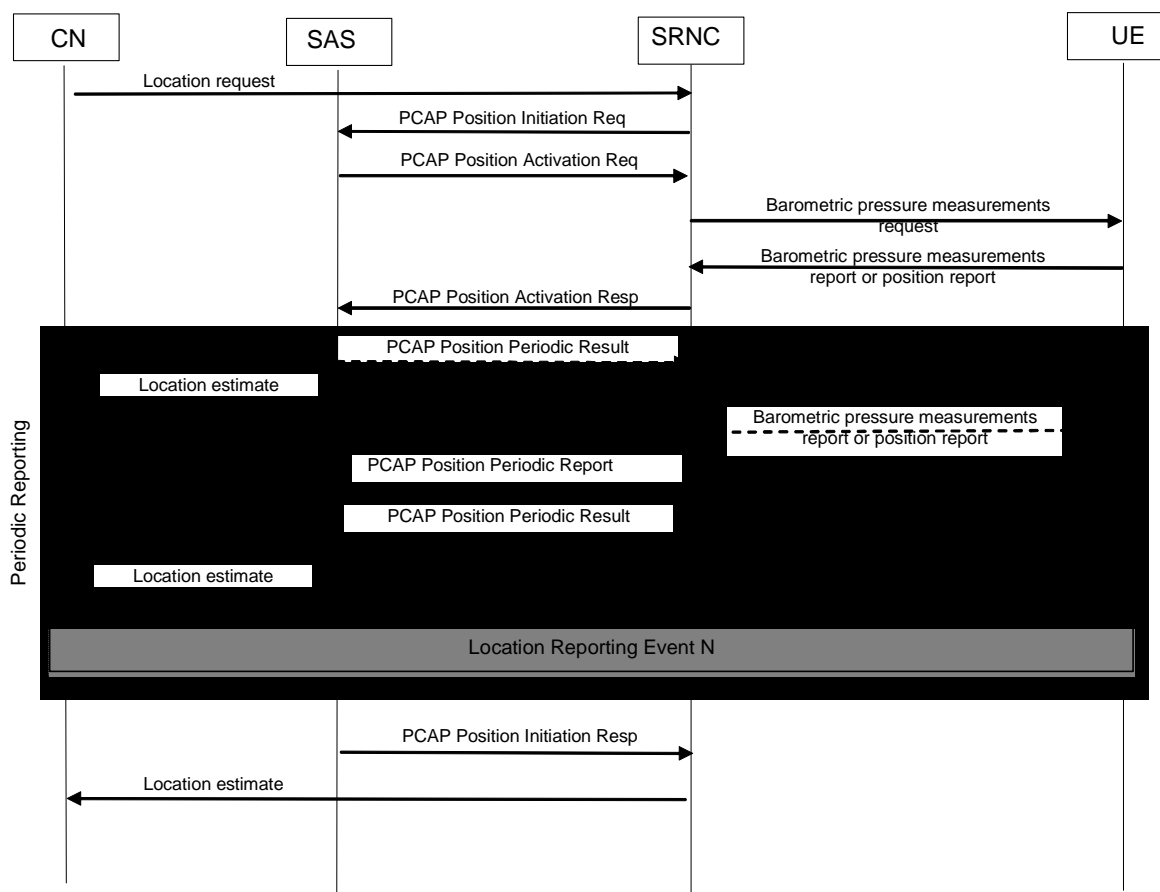 CN
SAS
SRNC
UE
Location request
PCAP Position Initiation Req
PCAP Position Activation Req
Barometric pressure measurements
request
Barometric pressure measurements
report or position report
PCAP Position Activation Resp
Periodic Reporting
PCAP Position Periodic Result
Location estimate
Barometric pressure measurements
report or position report
PCAP Position Periodic Report
PCAP Position Periodic Result
Location estimate
Location Reporting Event N
PCAP Position Initiation Resp
Location estimate